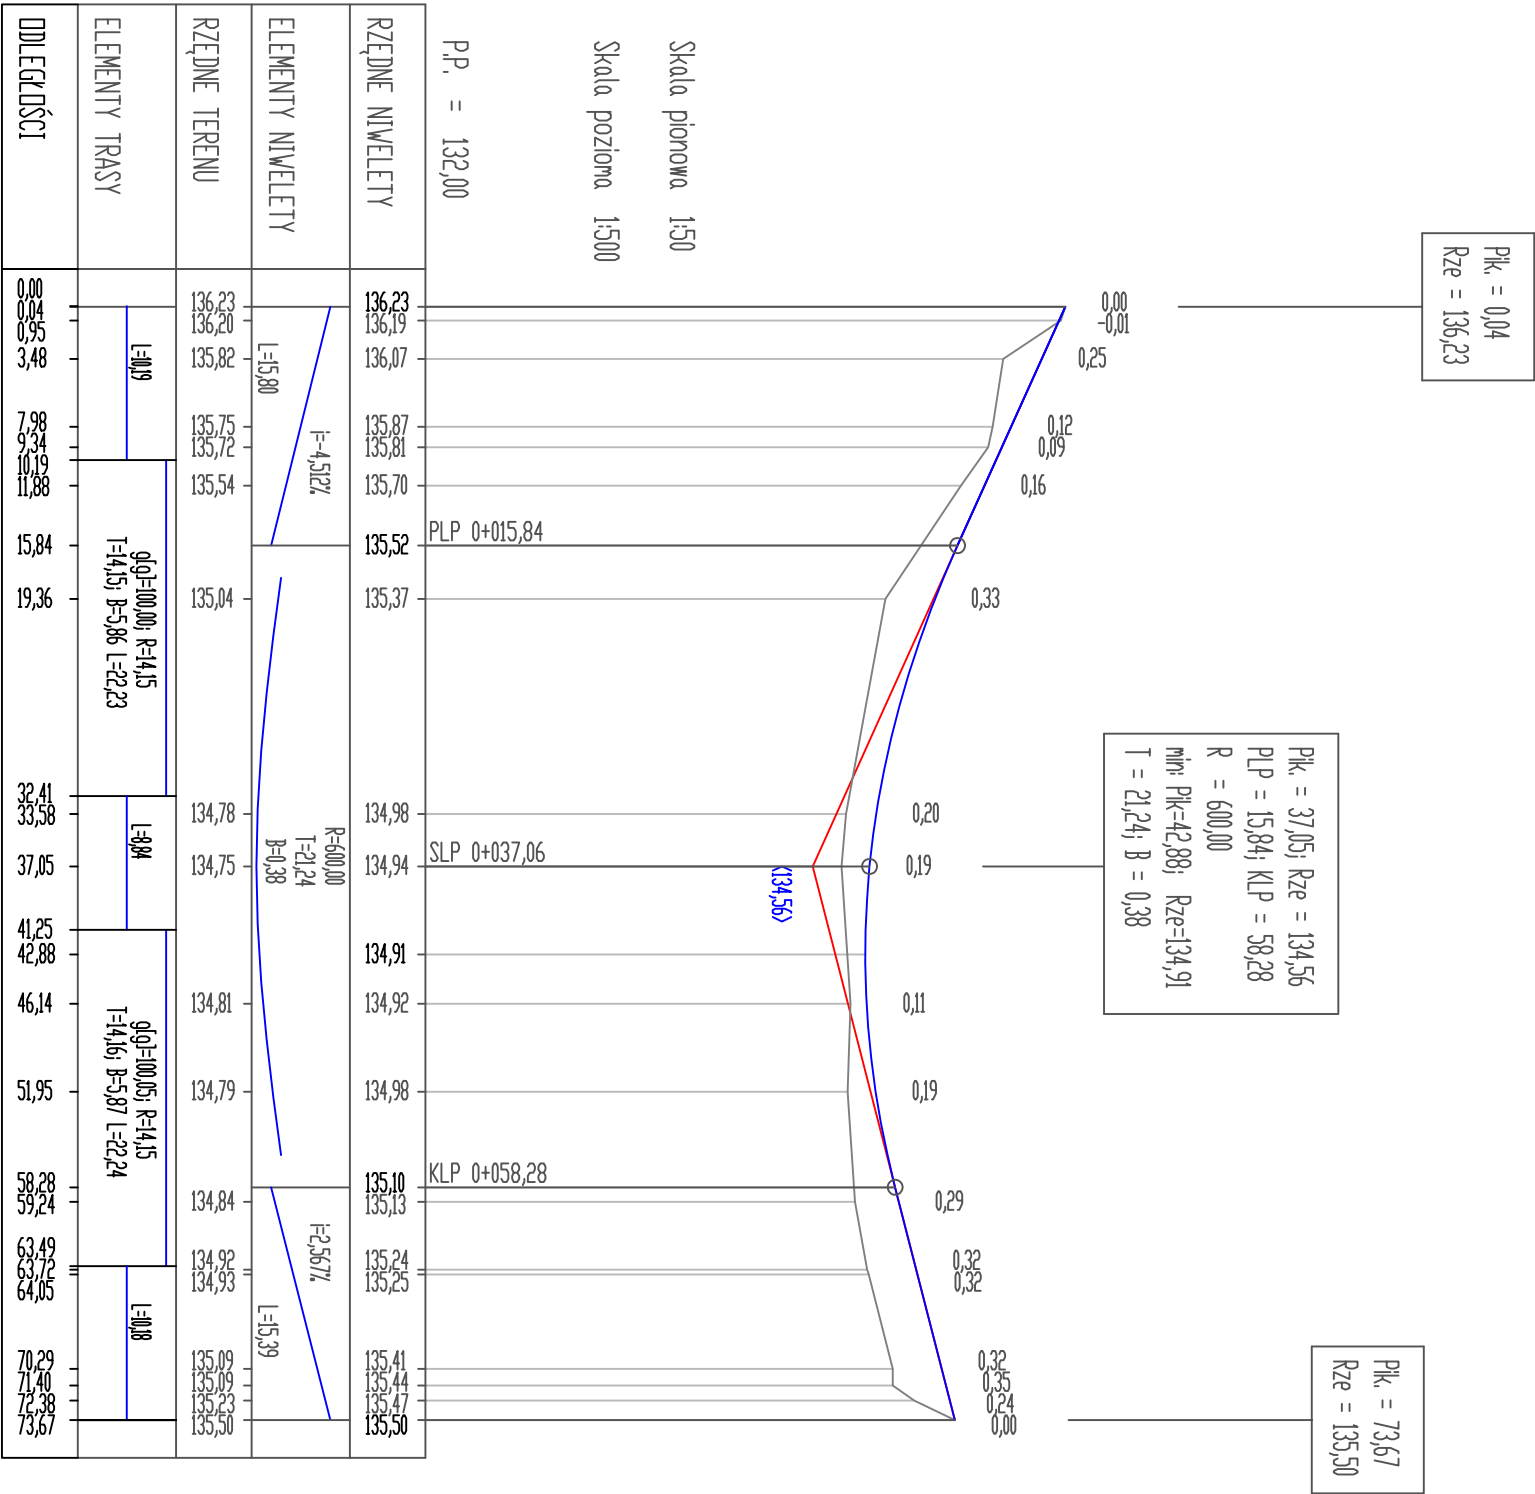 Pik. = 0,04
Rze = 136,23
Pik. = 37,05; Rze = 134,56
PLP = 15,84; KLP = 58,28
R = 600,00
min: Pik=42,88; Rze=134,91
T = 21,24; B = 0,38
Pik. = 73,67
Rze = 135,50
Skala pionowa 1:50
Skala pozioma 1:500
P.P. = 132,00
0,00
-0,01
0,25
0,12
0,09
0,16
0,33
0,20
0,19
0,11
0,19
0,29
0,32
0,32
0,32
0,35
0,24
0,00
PLP 0+015,84
SLP 0+037,06
KLP 0+058,28
<134,56>
RZĘDNE NIWELETY
136,23
136,19
136,07
135,87
135,81
135,70
135,52
135,37
134,98
134,94
134,91
134,92
134,98
135,10
135,13
135,24
135,25
135,41
135,44
135,47
135,50
ELEMENTY NIWELETY
i=-4,512%
L=15,80
R=600,00
T=21,24
B=0,38
i=2,567%
L=15,39
RZĘDNE TERENU
136,23
136,20
135,82
135,75
135,72
135,54
135,04
134,78
134,75
134,81
134,79
134,84
134,92
134,93
135,09
135,09
135,23
135,50
ELEMENTY TRASY
L=10,19
g[g]=100,00; R=14,15
T=14,15; B=5,86 L=22,23
L=8,84
g[g]=100,05; R=14,15
T=14,16; B=5,87 L=22,24
L=10,18
ODLEGŁOŚCI
0,00
0,04
0,95
3,48
7,98
9,34
10,19
11,88
15,84
19,36
32,41
33,58
37,05
41,25
42,88
46,14
51,95
58,28
59,24
63,49
63,72
64,05
70,29
71,40
72,38
73,67